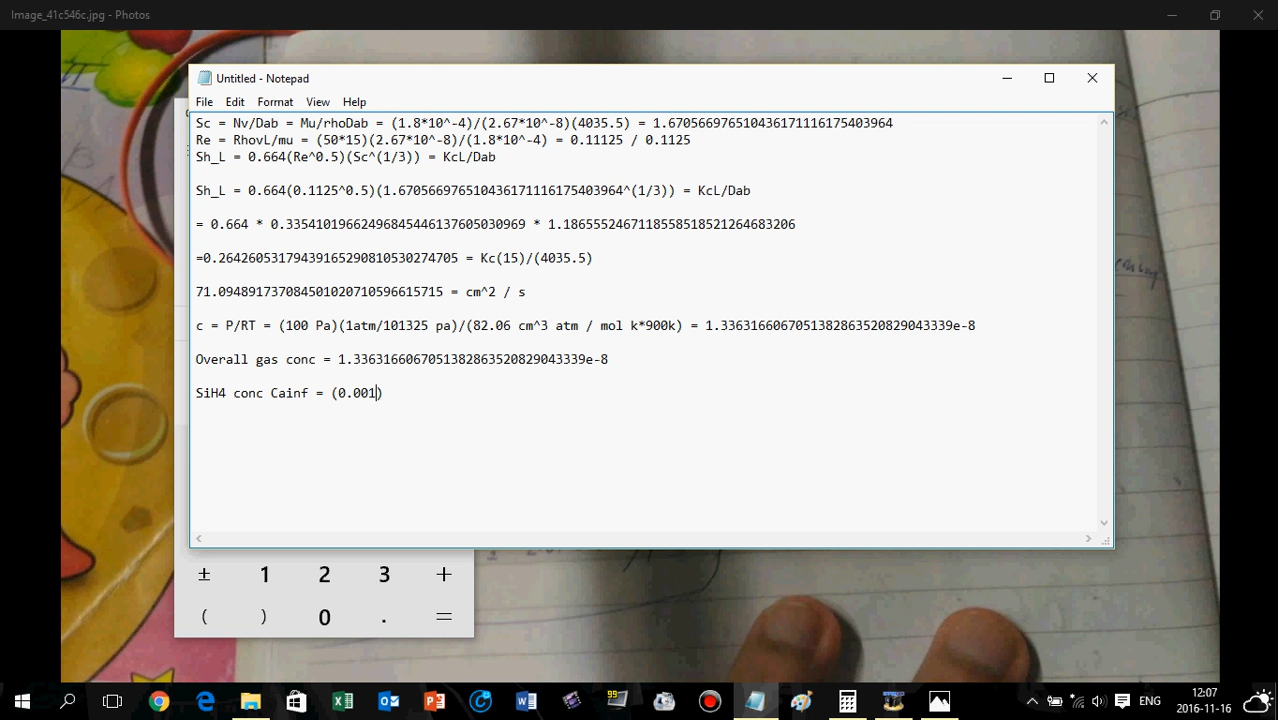 Image_41c546c.jpg - Photos
Untitled - Notepad
File Edit Format View Help
Sc = Nv/Dab = Mu/rhoDab = (1.8*10^-4)/(2.67*10^-8)(4035.5) = 1.6705669765104361711161754039​64
Re = RhovL/mu = (50*15)(2.67*10^-8)/(1.8*10^-4) = 0.11125 / 0.1125
Sh_L = 0.664(Re^0.5)(Sc^(1/3)) = KcL/Dab
Sh_L = 0.664(0.1125^0.5)(1.670566976510436171116175403964^(1/3)) = KcL/Dab
= 0.664 * 0.33541019662496845446137605030969 * 1.1865552467118558518521264683206
=0.26426053179439165290810530274705 = Kc(15)/(4035.5)
71.094891737084501020710596615715 = cm^2 / s
c = P/RT = (100 Pa)(1atm/101325 pa)/(82.06 cm^3 atm / mol k*900k) = 1.3363166067051382863520829043339e-8
Overall gas conc = 1.3363166067051382863520829043339e-8
SiH4 conc Cainf = (0.001)
± 1 2 3 +
( ) 0 . =
99
ENG
12:07
2016-11-16